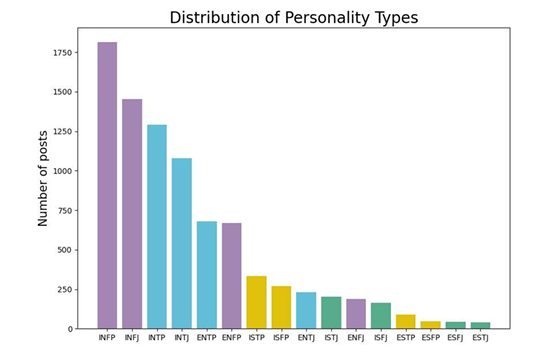 Distribution of Personality Types
Number of posts
1750
1500
1250
1000
750
500
250
0
INFP INFJ INTP INTJ ENTP ENFP ISTP ISFP ENTJ ISTJ ENFJ ISFJ ESTP ESFP ESFJ ESTJ